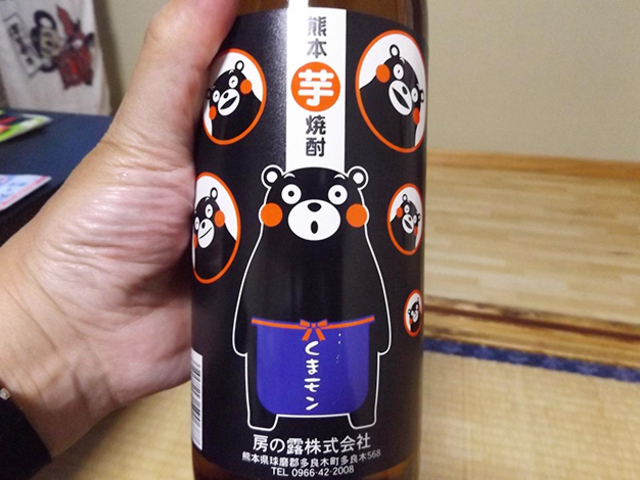 熊本
芋
焼酎
くまモン
房の露株式会社
熊本県球磨郡多良木町多良木568
TEL 0966-42-2008